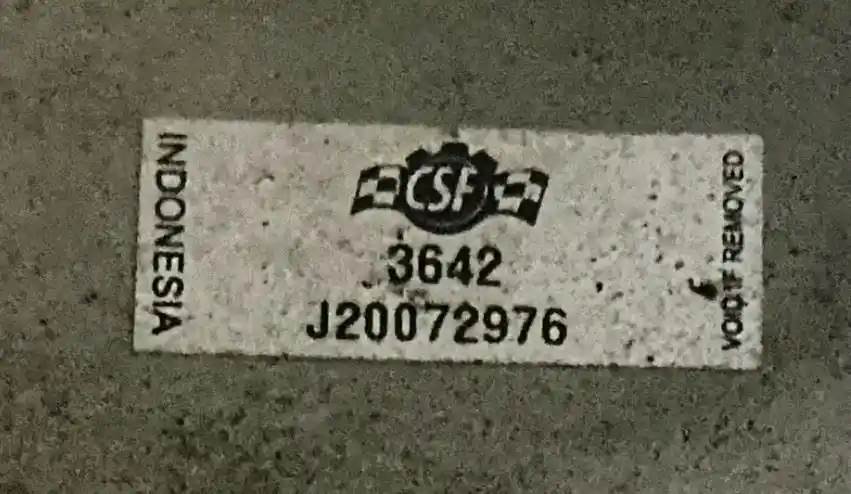 INDONESIA
CSF
3642
J20072976
VOID IF REMOVED